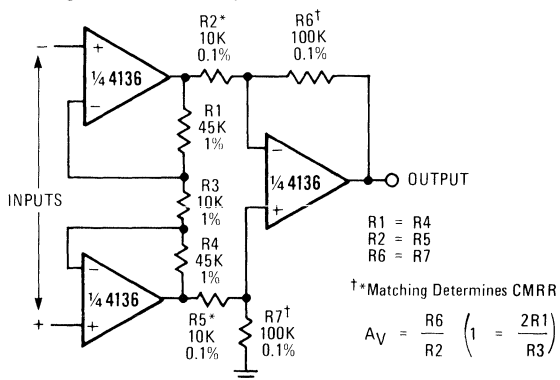 R2*
10K
0.1%
R6†
100K
0.1%
−
+
¼ 4136
−
R1
45K
1%
−
¼ 4136
+
OUTPUT
INPUTS
R3
10K
1%
R1 = R4
R2 = R5
R6 = R7
R4
45K
1%
−
¼ 4136
+
+
R5*
10K
0.1%
R7†
100K
0.1%
†*Matching Determines CMRR
AV = R6/R2 (1 = 2R1/R3)